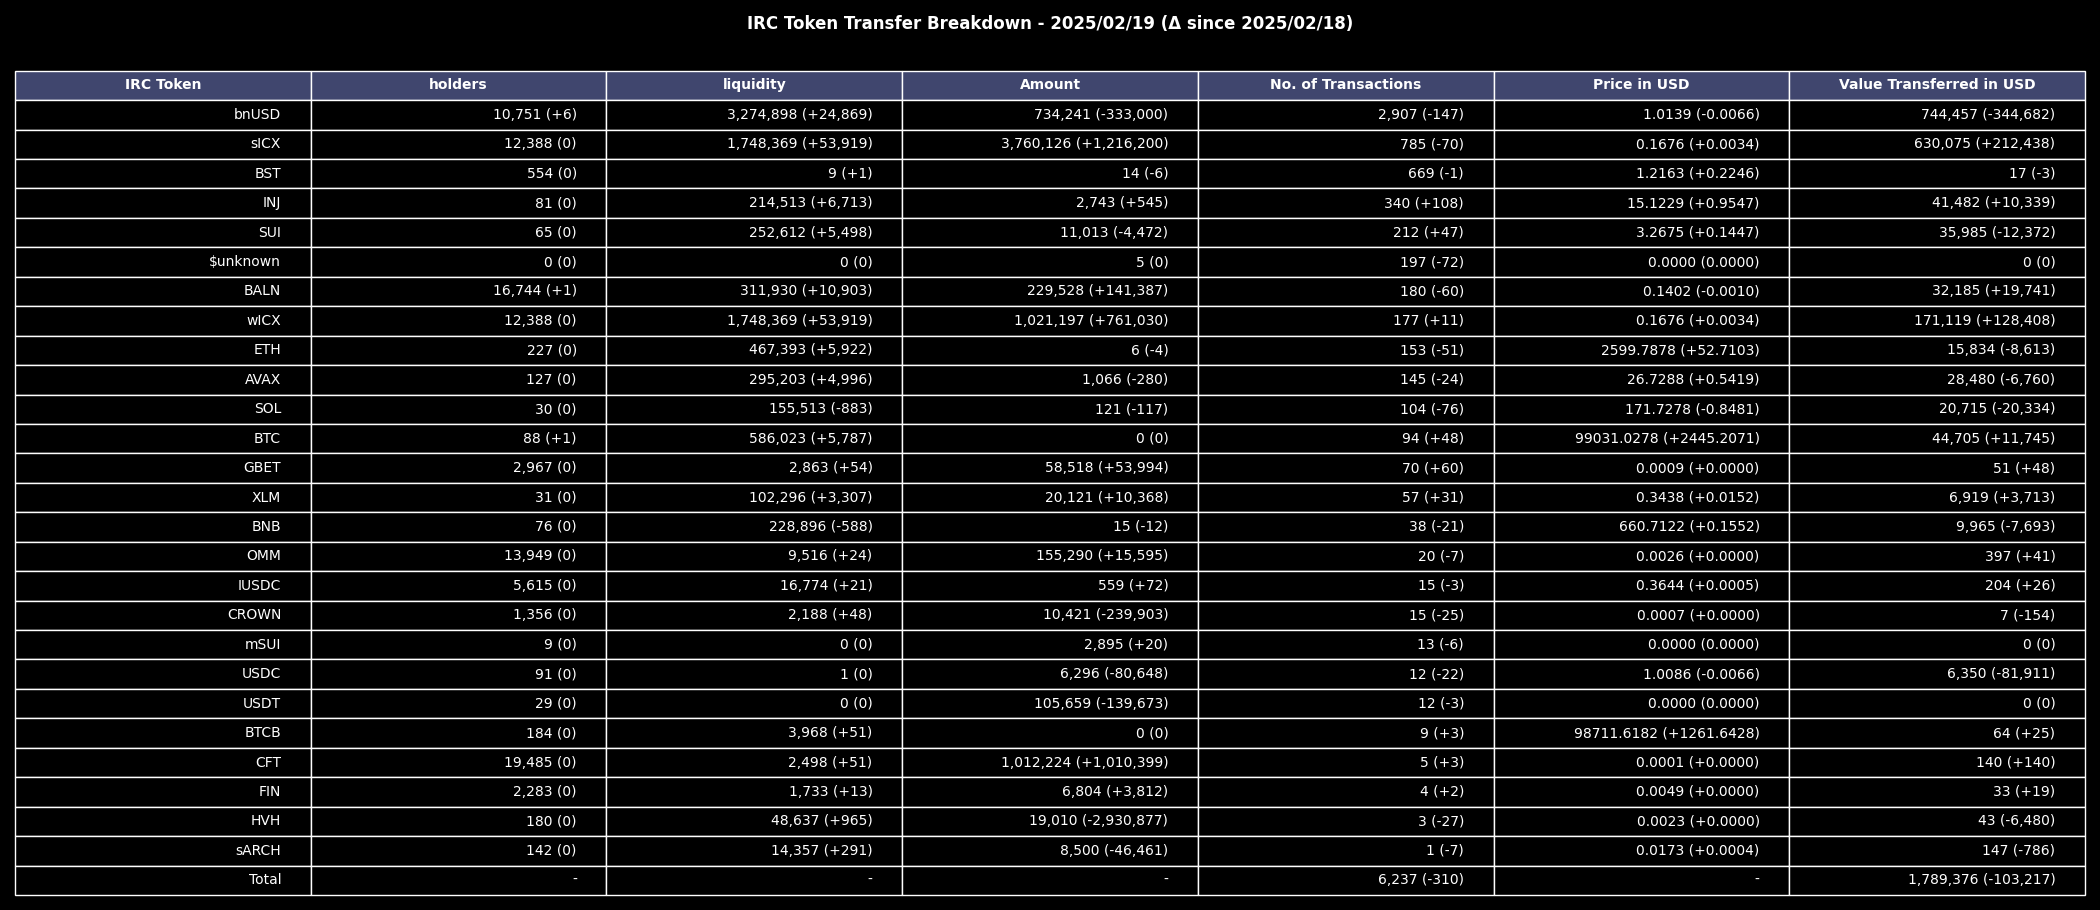 IRC Token Transfer Breakdown - 2025/02/19 (Δ since 2025/02/18)
IRC Token holders liquidity Amount No. of Transactions Price in USD Value Transferred in USD
bnUSD 10,751 (+6) 3,274,898 (+24,869) 734,241 (-333,000) 2,907 (-147) 1.0139 (-0.0066) 744,457 (-344,682)
sICX 12,388 (0) 1,748,369 (+53,919) 3,760,126 (+1,216,200) 785 (-70) 0.1676 (+0.0034) 630,075 (+212,438)
BST 554 (0) 9 (+1) 14 (-6) 669 (-1) 1.2163 (+0.2246) 17 (-3)
INJ 81 (0) 214,513 (+6,713) 2,743 (+545) 340 (+108) 15.1229 (+0.9547) 41,482 (+10,339)
SUI 65 (0) 252,612 (+5,498) 11,013 (-4,472) 212 (+47) 3.2675 (+0.1447) 35,985 (-12,372)
$unknown 0 (0) 0 (0) 5 (0) 197 (-72) 0.0000 (0.0000) 0 (0)
BALN 16,744 (+1) 311,930 (+10,903) 229,528 (+141,387) 180 (-60) 0.1402 (-0.0010) 32,185 (+19,741)
wICX 12,388 (0) 1,748,369 (+53,919) 1,021,197 (+761,030) 177 (+11) 0.1676 (+0.0034) 171,119 (+128,408)
ETH 227 (0) 467,393 (+5,922) 6 (-4) 153 (-51) 2599.7878 (+52.7103) 15,834 (-8,613)
AVAX 127 (0) 295,203 (+4,996) 1,066 (-280) 145 (-24) 26.7288 (+0.5419) 28,480 (-6,760)
SOL 30 (0) 155,513 (-883) 121 (-117) 104 (-76) 171.7278 (-0.8481) 20,715 (-20,334)
BTC 88 (+1) 586,023 (+5,787) 0 (0) 94 (+48) 99031.0278 (+2445.2071) 44,705 (+11,745)
GBET 2,967 (0) 2,863 (+54) 58,518 (+53,994) 70 (+60) 0.0009 (+0.0000) 51 (+48)
XLM 31 (0) 102,296 (+3,307) 20,121 (+10,368) 57 (+31) 0.3438 (+0.0152) 6,919 (+3,713)
BNB 76 (0) 228,896 (-588) 15 (-12) 38 (-21) 660.7122 (+0.1552) 9,965 (-7,693)
OMM 13,949 (0) 9,516 (+24) 155,290 (+15,595) 20 (-7) 0.0026 (+0.0000) 397 (+41)
IUSDC 5,615 (0) 16,774 (+21) 559 (+72) 15 (-3) 0.3644 (+0.0005) 204 (+26)
CROWN 1,356 (0) 2,188 (+48) 10,421 (-239,903) 15 (-25) 0.0007 (+0.0000) 7 (-154)
mSUI 9 (0) 0 (0) 2,895 (+20) 13 (-6) 0.0000 (0.0000) 0 (0)
USDC 91 (0) 1 (0) 6,296 (-80,648) 12 (-22) 1.0086 (-0.0066) 6,350 (-81,911)
USDT 29 (0) 0 (0) 105,659 (-139,673) 12 (-3) 0.0000 (0.0000) 0 (0)
BTCB 184 (0) 3,968 (+51) 0 (0) 9 (+3) 98711.6182 (+1261.6428) 64 (+25)
CFT 19,485 (0) 2,498 (+51) 1,012,224 (+1,010,399) 5 (+3) 0.0001 (+0.0000) 140 (+140)
FIN 2,283 (0) 1,733 (+13) 6,804 (+3,812) 4 (+2) 0.0049 (+0.0000) 33 (+19)
HVH 180 (0) 48,637 (+965) 19,010 (-2,930,877) 3 (-27) 0.0023 (+0.0000) 43 (-6,480)
sARCH 142 (0) 14,357 (+291) 8,500 (-46,461) 1 (-7) 0.0173 (+0.0004) 147 (-786)
Total - - - 6,237 (-310) - 1,789,376 (-103,217)